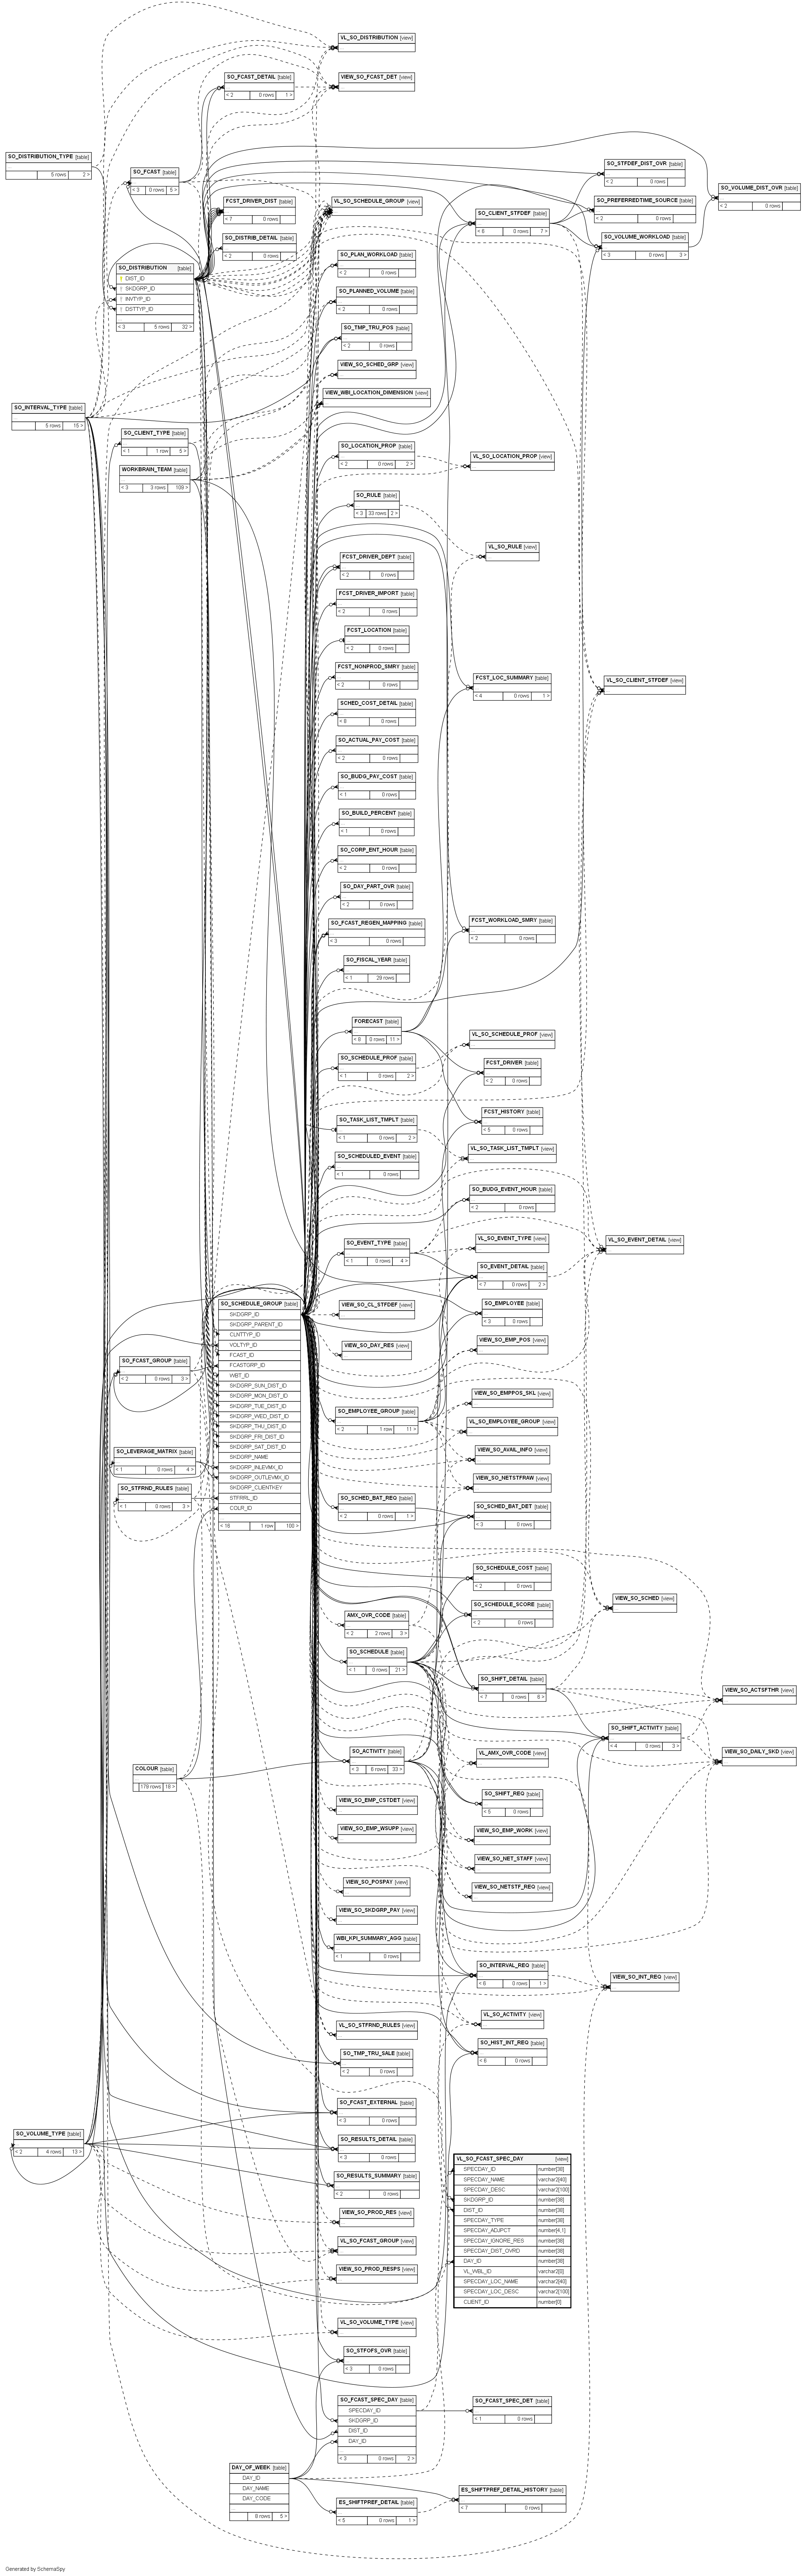 VL_SO_DISTRIBUTION [view]
SO_FCAST_DETAIL [table]
< 2 0 rows 1 >
VIEW_SO_FCAST_DET [view]
SO_DISTRIBUTION_TYPE [table]
5 rows 2 >
SO_FCAST [table]
< 3 0 rows 5 >
SO_STFDEF_DIST_OVR [table]
< 2 0 rows
SO_VOLUME_DIST_OVR [table]
< 2 0 rows
FCST_DRIVER_DIST [table]
< 7 0 rows
VL_SO_SCHEDULE_GROUP [view]
SO_CLIENT_STFDEF [table]
< 6 0 rows 7 >
SO_PREFERREDTIME_SOURCE [table]
< 2 0 rows
SO_DISTRIB_DETAIL [table]
< 2 0 rows
SO_VOLUME_WORKLOAD [table]
< 3 0 rows 3 >
SO_DISTRIBUTION [table]
DIST_ID
SKDGRP_ID
INVTYP_ID
DSTTYP_ID
< 3 5 rows 32 >
SO_PLAN_WORKLOAD [table]
< 2 0 rows
SO_PLANNED_VOLUME [table]
< 2 0 rows
SO_TMP_TRU_POS [table]
< 2 0 rows
VIEW_SO_SCHED_GRP [view]
VIEW_WBI_LOCATION_DIMENSION [view]
SO_INTERVAL_TYPE [table]
5 rows 15 >
SO_CLIENT_TYPE [table]
< 1 1 row 5 >
WORKBRAIN_TEAM [table]
< 3 3 rows 109 >
SO_LOCATION_PROP [table]
< 2 0 rows 2 >
VL_SO_LOCATION_PROP [view]
SO_RULE [table]
< 3 33 rows 2 >
VL_SO_RULE [view]
FCST_DRIVER_DEPT [table]
< 2 0 rows
FCST_DRIVER_IMPORT [table]
< 2 0 rows
FCST_LOCATION [table]
< 2 0 rows
FCST_NONPROD_SMRY [table]
< 2 0 rows
FCST_LOC_SUMMARY [table]
< 4 0 rows 1 >
VL_SO_CLIENT_STFDEF [view]
SCHED_COST_DETAIL [table]
< 8 0 rows
SO_ACTUAL_PAY_COST [table]
< 2 0 rows
SO_BUDG_PAY_COST [table]
< 1 0 rows
SO_BUILD_PERCENT [table]
< 1 0 rows
SO_CORP_ENT_HOUR [table]
< 2 0 rows
SO_DAY_PART_OVR [table]
< 2 0 rows
SO_FCAST_REGEN_MAPPING [table]
< 3 0 rows
FCST_WORKLOAD_SMRY [table]
< 2 0 rows
SO_FISCAL_YEAR [table]
< 1 29 rows
FORECAST [table]
< 8 0 rows 11 >
VL_SO_SCHEDULE_PROF [view]
SO_SCHEDULE_PROF [table]
< 1 0 rows 2 >
FCST_DRIVER [table]
< 2 0 rows
FCST_HISTORY [table]
< 5 0 rows
SO_TASK_LIST_TMPLT [table]
< 1 0 rows 2 >
VL_SO_TASK_LIST_TMPLT [view]
SO_SCHEDULED_EVENT [table]
< 1 0 rows
SO_BUDG_EVENT_HOUR [table]
< 2 0 rows
SO_EVENT_TYPE [table]
< 1 0 rows 4 >
VL_SO_EVENT_TYPE [view]
VL_SO_EVENT_DETAIL [view]
SO_EVENT_DETAIL [table]
< 7 0 rows 2 >
SO_SCHEDULE_GROUP [table]
SKDGRP_ID
SKDGRP_PARENT_ID
CLNTTYP_ID
VOLTYP_ID
FCAST_ID
FCASTGRP_ID
WBT_ID
SKDGRP_SUN_DIST_ID
SKDGRP_MON_DIST_ID
SKDGRP_TUE_DIST_ID
SKDGRP_WED_DIST_ID
SKDGRP_THU_DIST_ID
SKDGRP_FRI_DIST_ID
SKDGRP_SAT_DIST_ID
SKDGRP_NAME
SKDGRP_INLEVMX_ID
SKDGRP_OUTLEVMX_ID
SKDGRP_CLIENTKEY
STFRRL_ID
COLR_ID
< 16 1 row 100 >
VIEW_SO_CL_STFDEF [view]
SO_EMPLOYEE [table]
< 3 0 rows
VIEW_SO_DAY_RES [view]
VIEW_SO_EMP_POS [view]
SO_FCAST_GROUP [table]
< 2 0 rows 3 >
VIEW_SO_EMPPOS_SKL [view]
SO_EMPLOYEE_GROUP [table]
< 2 1 row 11 >
VL_SO_EMPLOYEE_GROUP [view]
SO_LEVERAGE_MATRIX [table]
< 1 0 rows 4 >
VIEW_SO_AVAIL_INFO [view]
SO_STFRND_RULES [table]
< 1 0 rows 3 >
VIEW_SO_NETSTFRAW [view]
SO_SCHED_BAT_REQ [table]
< 2 0 rows 1 >
SO_SCHED_BAT_DET [table]
< 3 0 rows
SO_SCHEDULE_COST [table]
< 2 0 rows
VIEW_SO_SCHED [view]
SO_SCHEDULE_SCORE [table]
< 2 0 rows
AMX_OVR_CODE [table]
< 2 2 rows 3 >
SO_SCHEDULE [table]
< 1 0 rows 21 >
SO_SHIFT_DETAIL [table]
< 7 0 rows 6 >
VIEW_SO_ACTSFTHR [view]
SO_SHIFT_ACTIVITY [table]
< 4 0 rows 3 >
SO_ACTIVITY [table]
< 3 6 rows 33 >
VL_AMX_OVR_CODE [view]
VIEW_SO_DAILY_SKD [view]
COLOUR [table]
178 rows 18 >
SO_SHIFT_REQ [table]
< 5 0 rows
VIEW_SO_EMP_CSTDET [view]
VIEW_SO_EMP_WSUPP [view]
VIEW_SO_EMP_WORK [view]
VIEW_SO_NET_STAFF [view]
VIEW_SO_POSPAY [view]
VIEW_SO_NETSTF_REQ [view]
VIEW_SO_SKDGRP_PAY [view]
WBI_KPI_SUMMARY_AGG [table]
< 1 0 rows
SO_INTERVAL_REQ [table]
< 6 0 rows 1 >
VIEW_SO_INT_REQ [view]
VL_SO_ACTIVITY [view]
VL_SO_STFRND_RULES [view]
SO_HIST_INT_REQ [table]
< 6 0 rows
SO_TMP_TRU_SALE [table]
< 2 0 rows
SO_FCAST_EXTERNAL [table]
< 3 0 rows
SO_VOLUME_TYPE [table]
< 2 4 rows 13 >
SO_RESULTS_DETAIL [table]
< 3 0 rows
SO_RESULTS_SUMMARY [table]
< 2 0 rows
VIEW_SO_PROD_RES [view]
VL_SO_FCAST_GROUP [view]
VIEW_SO_PROD_RESPS [view]
VL_SO_FCAST_SPEC_DAY [view]
SPECDAY_ID number[38]
SPECDAY_NAME varchar2[40]
SPECDAY_DESC varchar2[100]
SKDGRP_ID number[38]
DIST_ID number[38]
SPECDAY_TYPE number[38]
SPECDAY_ADJPCT number[4,1]
SPECDAY_IGNORE_RES number[38]
SPECDAY_DIST_OVRD number[38]
DAY_ID number[38]
VL_WBL_ID varchar2[0]
SPECDAY_LOC_NAME varchar2[40]
SPECDAY_LOC_DESC varchar2[100]
CLIENT_ID number[0]
VL_SO_VOLUME_TYPE [view]
SO_STFOFS_OVR [table]
< 3 0 rows
SO_FCAST_SPEC_DAY [table]
SPECDAY_ID
SKDGRP_ID
DIST_ID
DAY_ID
< 3 0 rows 2 >
SO_FCAST_SPEC_DET [table]
< 1 0 rows
DAY_OF_WEEK [table]
DAY_ID
DAY_NAME
DAY_CODE
8 rows 5 >
ES_SHIFTPREF_DETAIL [table]
< 5 0 rows 1 >
ES_SHIFTPREF_DETAIL_HISTORY [table]
< 7 0 rows
Generated by SchemaSpy